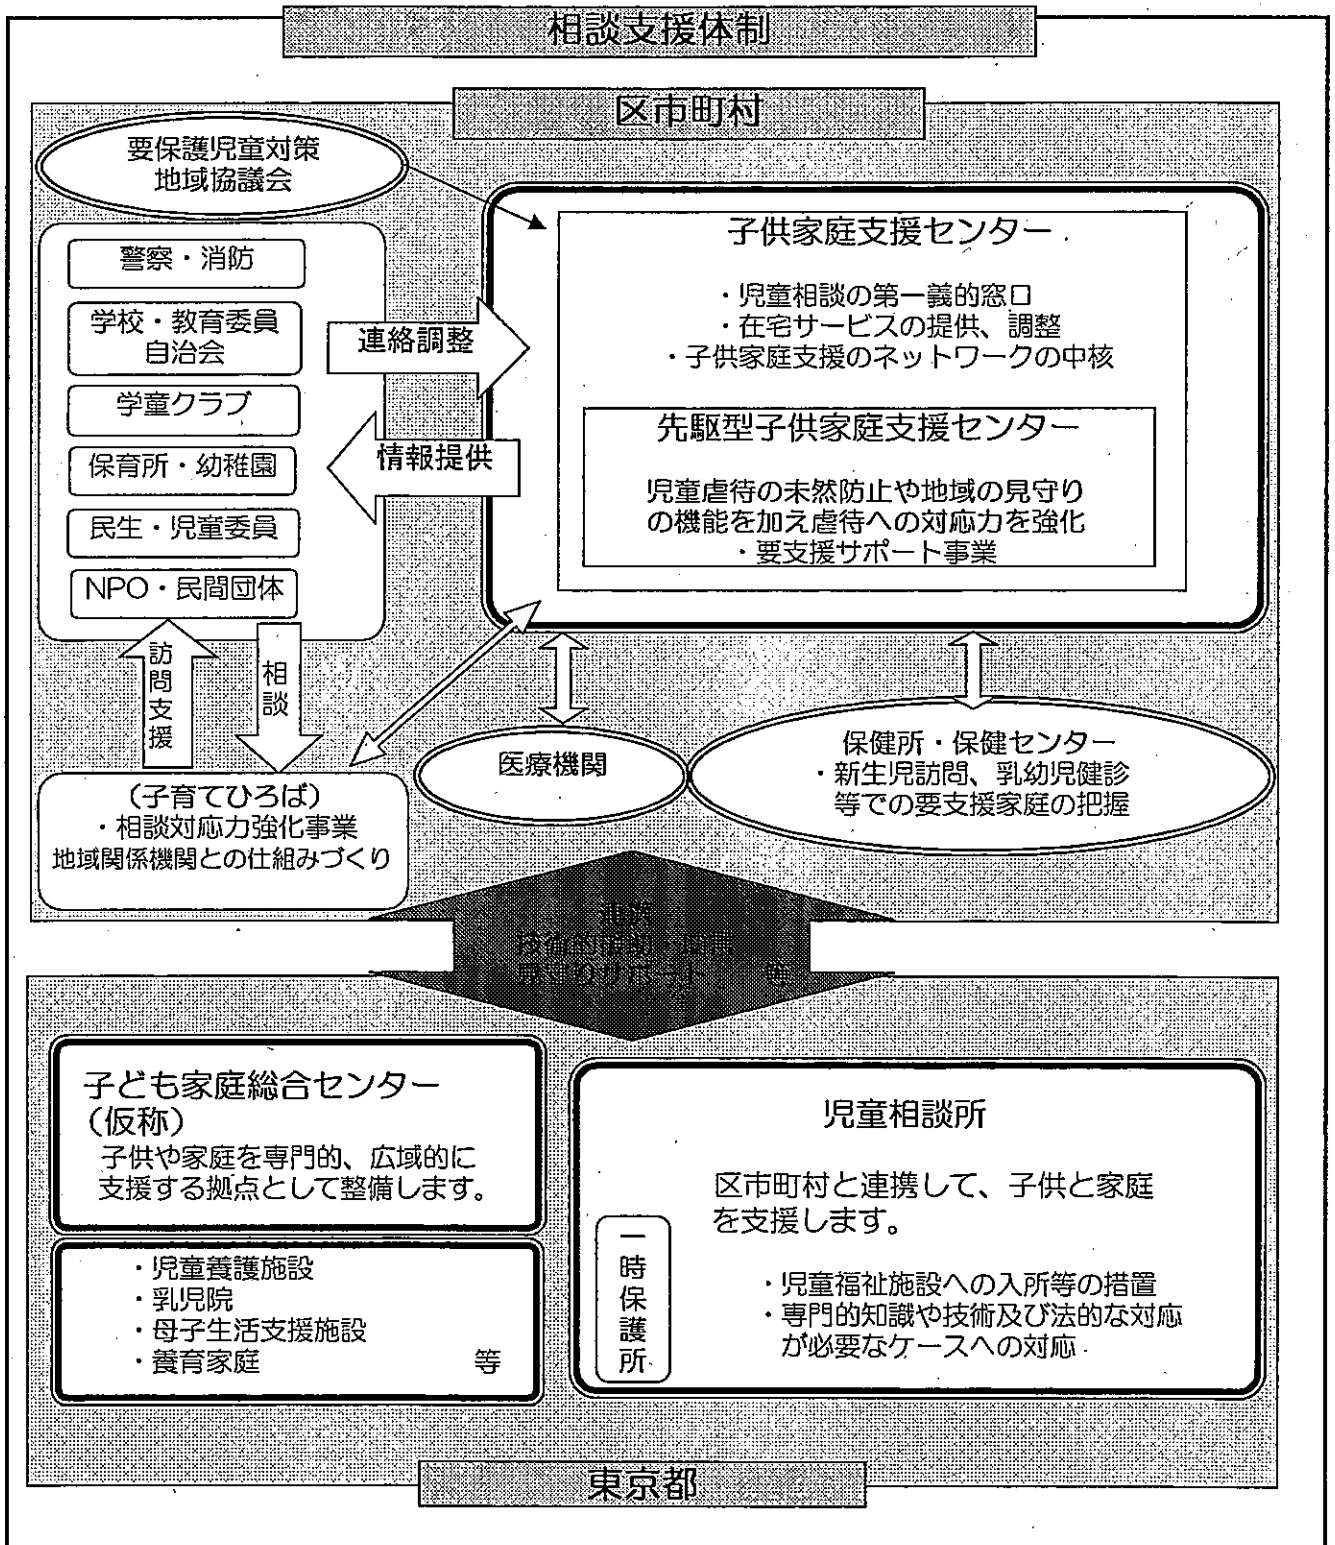 相談支援体制
区市町村
要保護児童対策
地域協議会
警察・消防
学校・教育委員
自治会
学童クラブ
保育所・幼稚園
民生・児童委員
NPO・民間団体
連絡調整
情報提供
子供家庭支援センター
・児童相談の第一義的窓口
・在宅サービスの提供、調整
・子供家庭支援のネットワークの中核
先駆型子供家庭支援センター
児童虐待の未然防止や地域の見守り
の機能を加え虐待への対応力を強化
・要支援サポート事業
訪問支援
相談
(子育てひろば)
・相談対応力強化事業
地域関係機関との仕組みづくり
医療機関
保健所・保健センター
・新生児訪問、乳幼児健診
等での要支援家庭の把握
連携
技術的援助・
見守りサポート 等
子ども家庭総合センター
(仮称)
子供や家庭を専門的、広域的に
支援する拠点として整備します。
・児童養護施設
・乳児院
・母子生活支援施設
・養育家庭 等
児童相談所
区市町村と連携して、子供と家庭
を支援します。
一時保護所
・児童福祉施設への入所等の措置
・専門的知識や技術及び法的な対応
が必要なケースへの対応
東京都